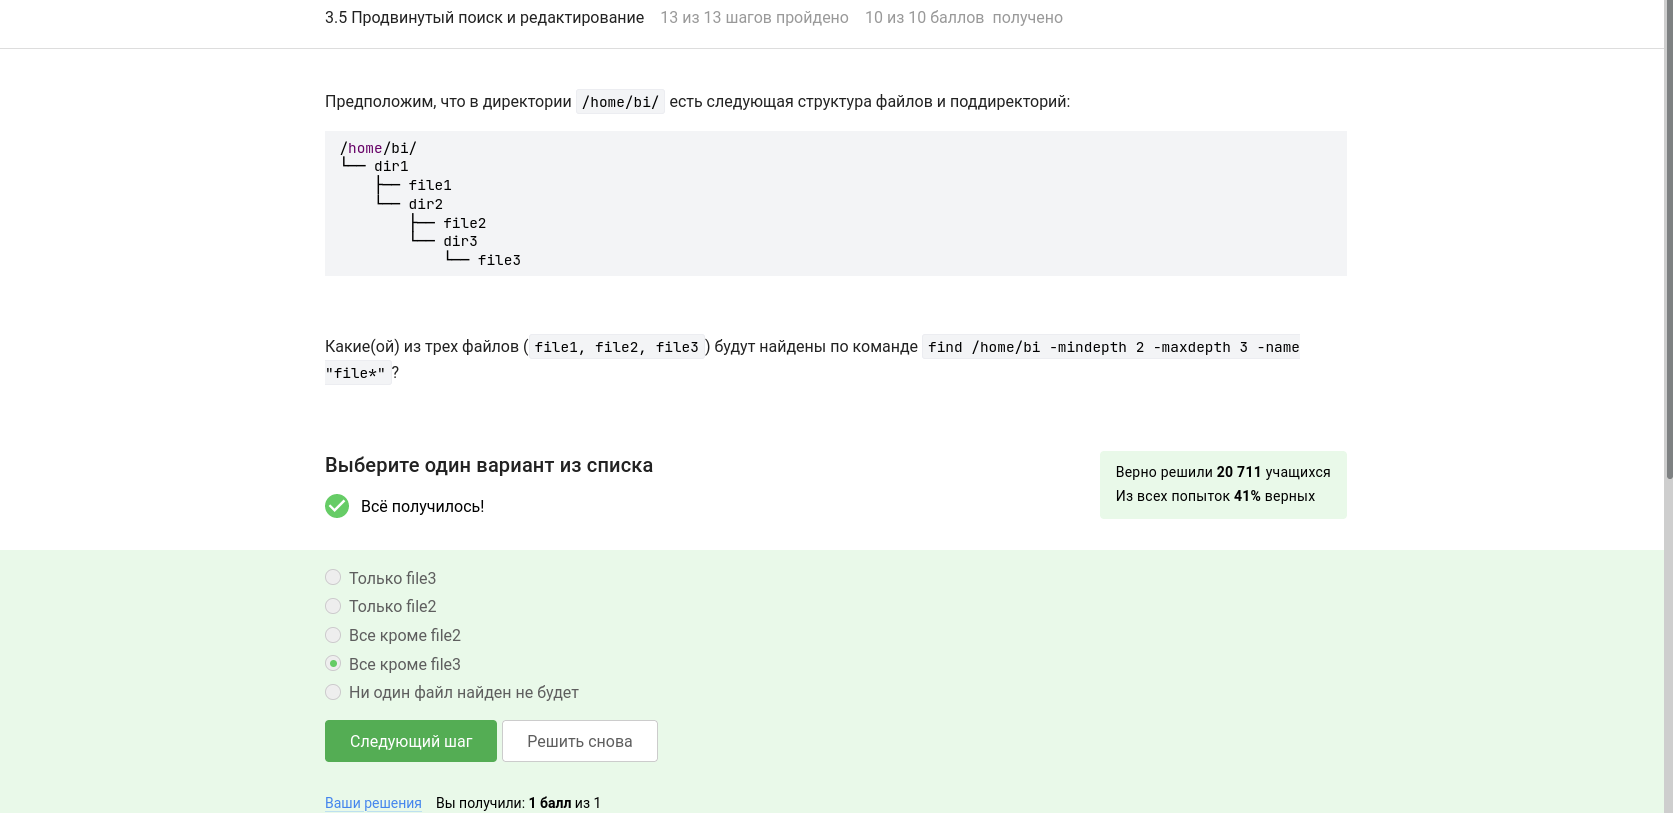 3.5 Продвинутый поиск и редактирование 13 из 13 шагов пройдено 10 из 10 баллов получено
Предположим, что в директории /home/bi/ есть следующая структура файлов и поддиректорий:
/home/bi/
└── dir1
    ├── file1
    └── dir2
        ├── file2
        └── dir3
            └── file3
Какие(ой) из трех файлов ( file1, file2, file3 ) будут найдены по команде find /home/bi -mindepth 2 -maxdepth 3 -name
"file*" ?
Выберите один вариант из списка
Всё получилось!
Верно решили 20 711 учащихся
Из всех попыток 41% верных
Только file3
Только file2
Все кроме file2
Все кроме file3
Ни один файл найден не будет
Следующий шаг Решить снова
Ваши решения Вы получили: 1 балл из 1